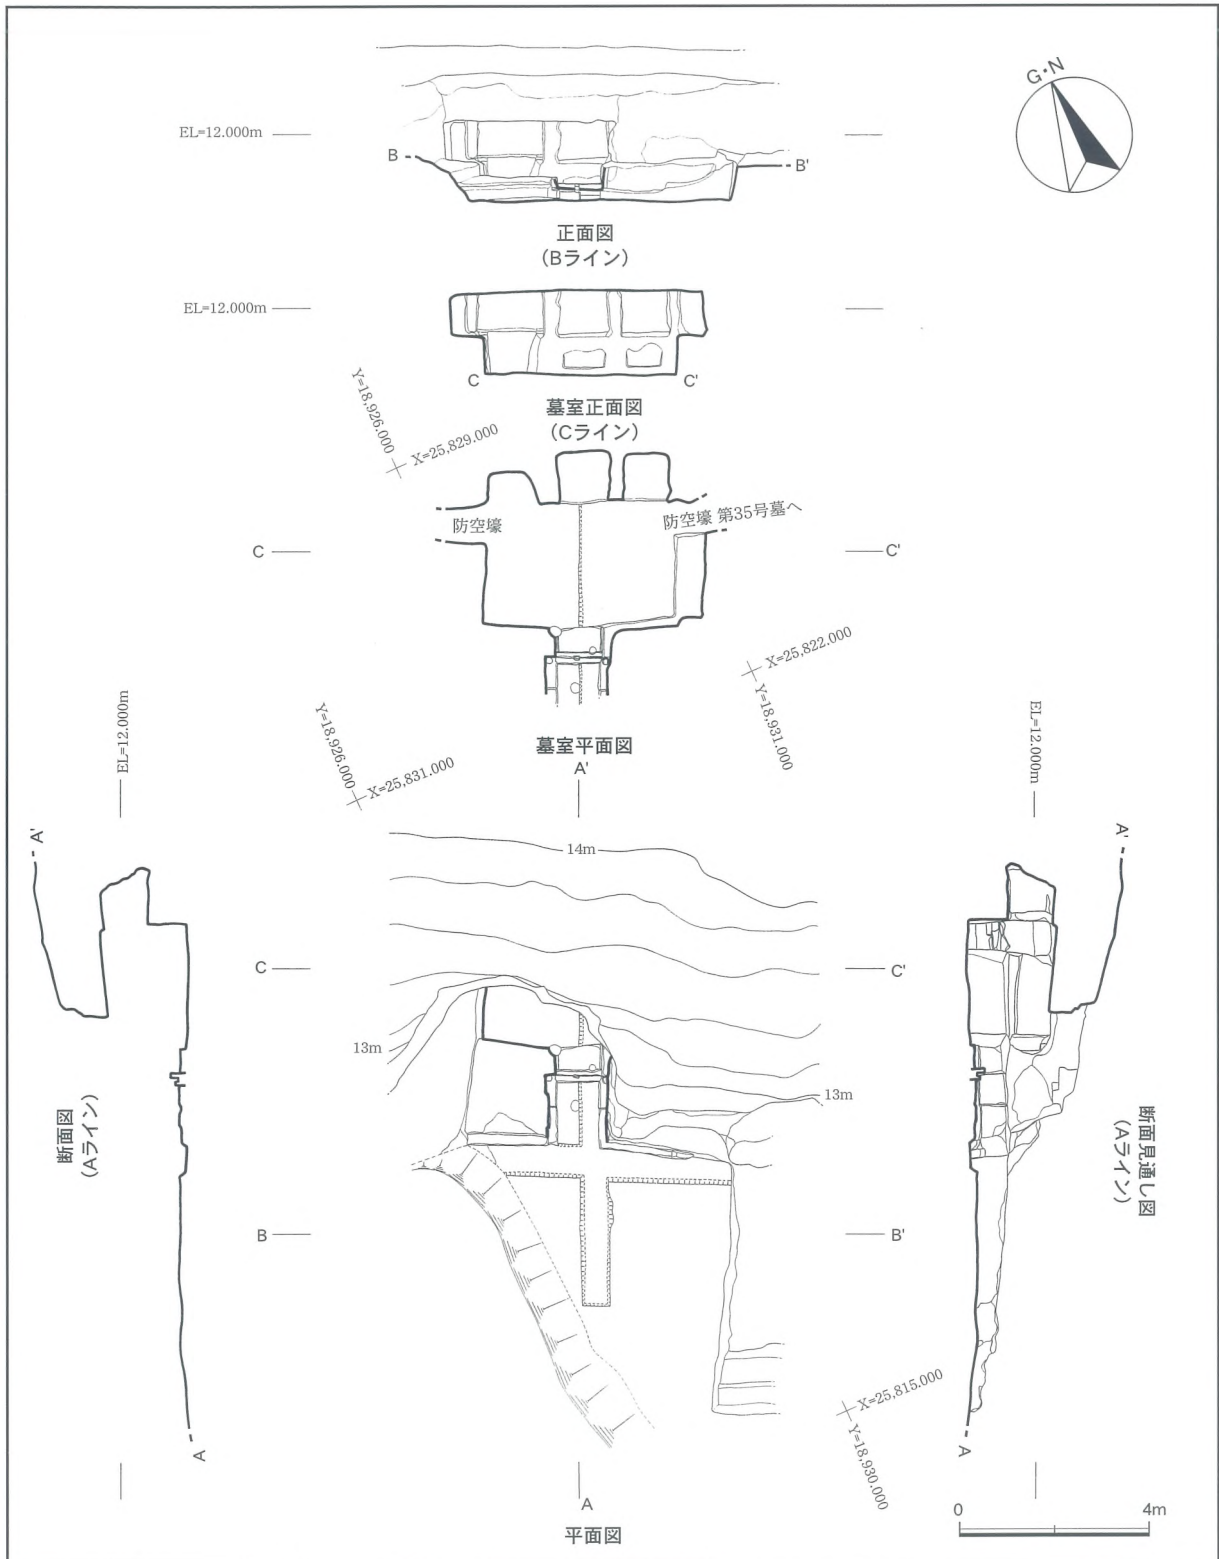 G・N
EL=12.000m
B
B'
正面図
(Bライン)
EL=12.000m
C
C'
墓室正面図
(Cライン)
Y=18,926.000
X=25,829.000
防空壕
防空壕 第35号墓へ
C
C'
X=25,822.000
Y=18,931.000
墓室平面図
EL=12.000m
Y=18,926.000
X=25,831.000
A'
EL=12.000m
A'
A'
14m
C
C'
13m
13m
断面図
(Aライン)
断面見通し図
(Aライン)
B
B'
X=25,815.000
Y=18,930.000
A
A
A
平面図
0
4m